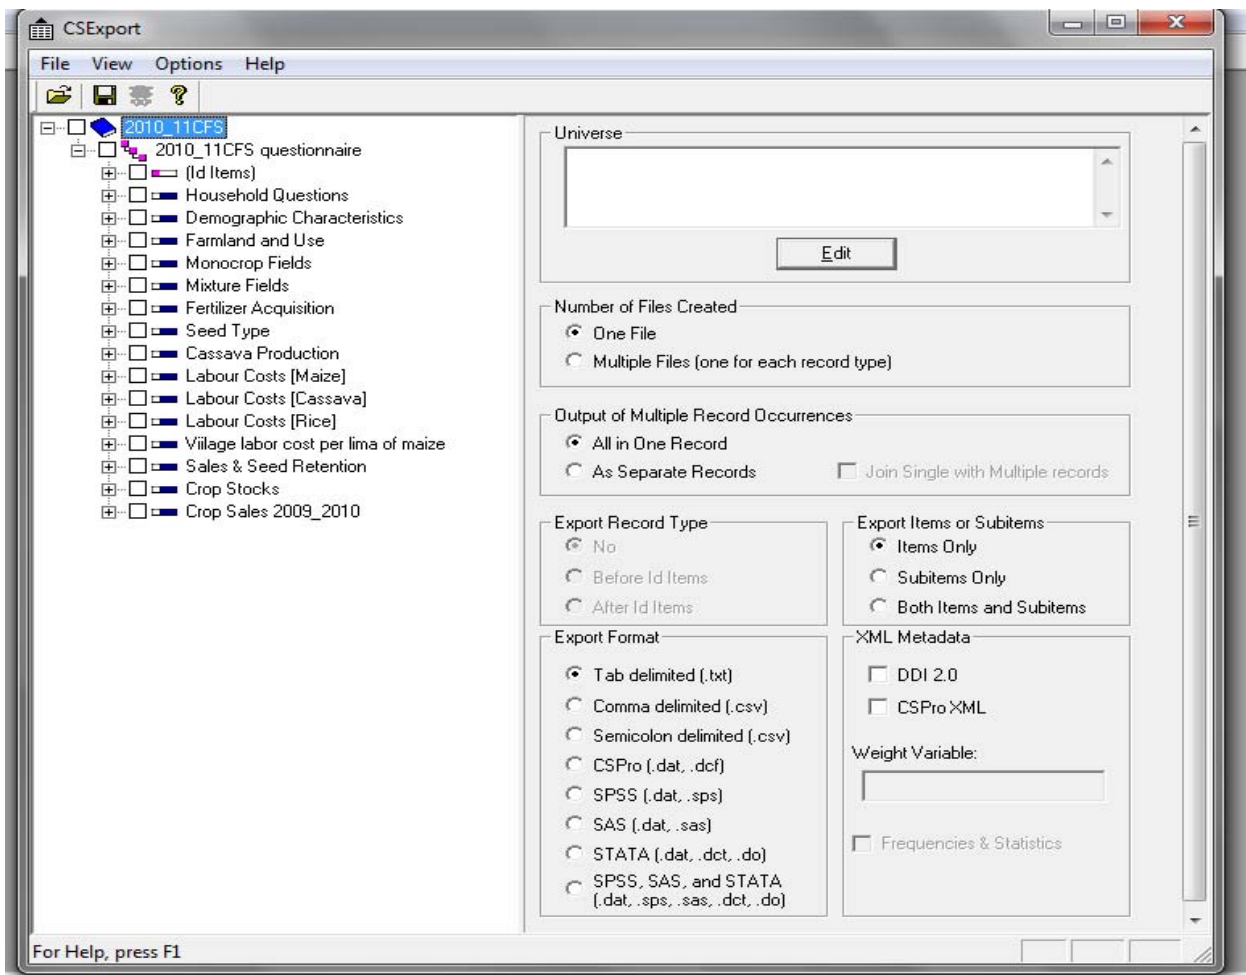 CSExport
File View Options Help
2010_11CFS
2010_11CFS questionnaire
(Id Items)
Household Questions
Demographic Characteristics
Farmland and Use
Monocrop Fields
Mixture Fields
Fertilizer Acquisition
Seed Type
Cassava Production
Labour Costs [Maize]
Labour Costs [Cassava]
Labour Costs [Rice]
Viilage labor cost per lima of maize
Sales & Seed Retention
Crop Stocks
Crop Sales 2009_2010
Universe
Edit
Number of Files Created
One File
Multiple Files (one for each record type)
Output of Multiple Record Occurrences
All in One Record
As Separate Records
Join Single with Multiple records
Export Record Type
No
Before Id Items
After Id Items
Export Items or Subitems
Items Only
Subitems Only
Both Items and Subitems
Export Format
Tab delimited (.txt)
Comma delimited (.csv)
Semicolon delimited (.csv)
CSPro (.dat, .dcf)
SPSS (.dat, .sps)
SAS (.dat, .sas)
STATA (.dat, .dct, .do)
SPSS, SAS, and STATA
(.dat, .sps, .sas, .dct, .do)
XML Metadata
DDI 2.0
CSPro XML
Weight Variable:
Frequencies & Statistics
For Help, press F1